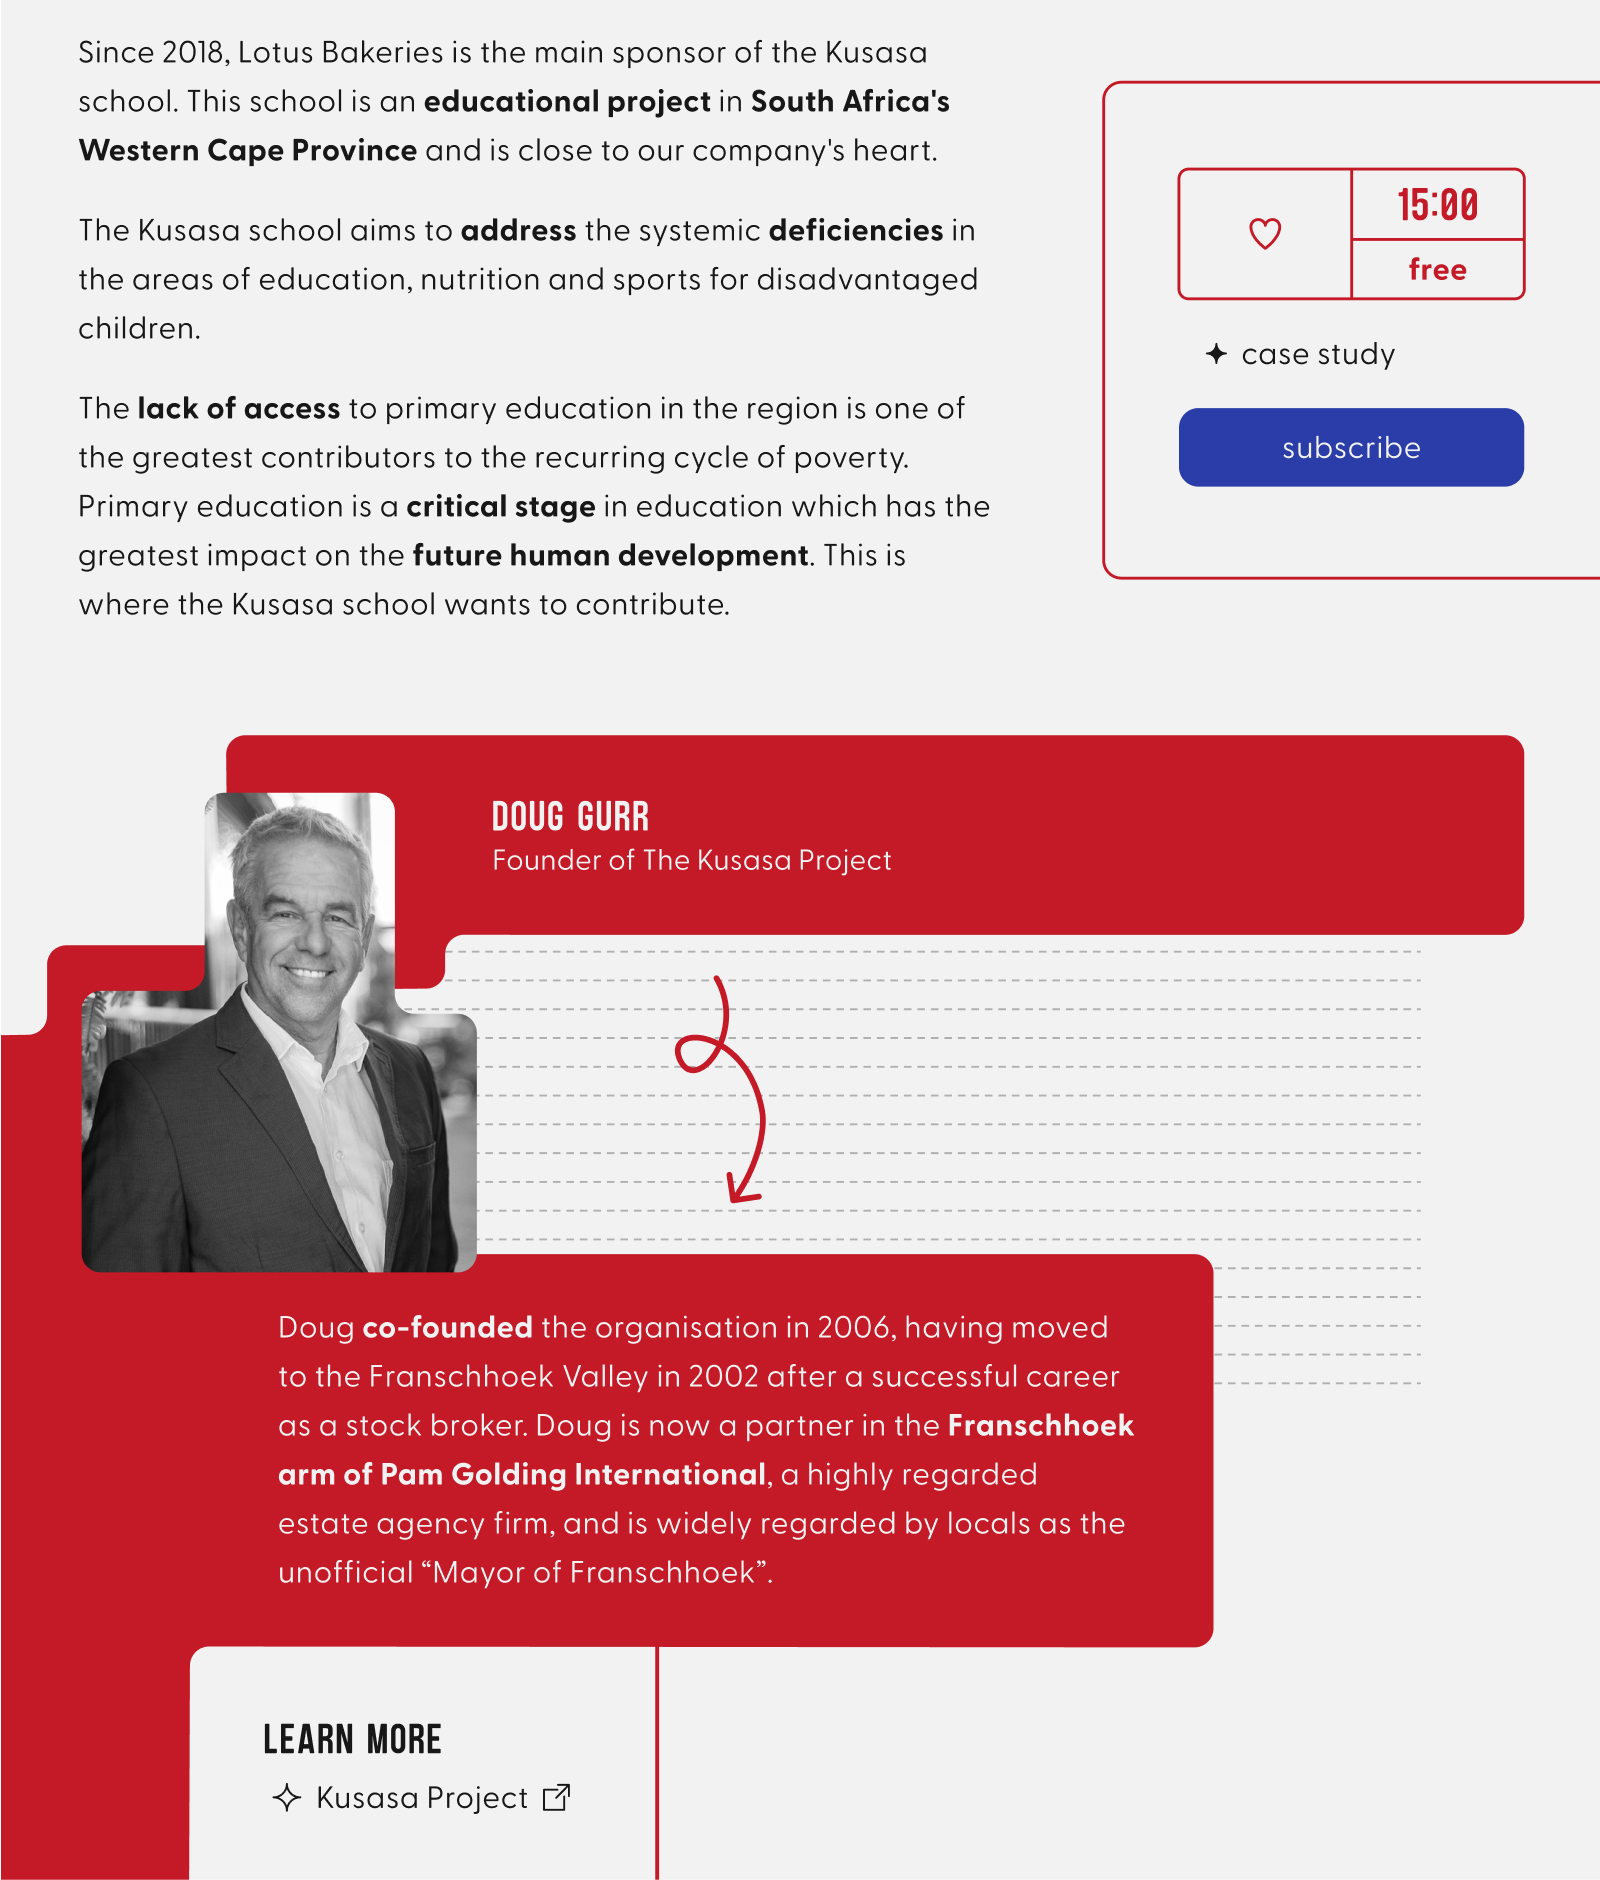 Since 2018, Lotus Bakeries is the main sponsor of the Kusasa
school. This school is an educational project in South Africa's
Western Cape Province and is close to our company's heart.
The Kusasa school aims to address the systemic deficiencies in
the areas of education, nutrition and sports for disadvantaged
children.
The lack of access to primary education in the region is one of
the greatest contributors to the recurring cycle of poverty.
Primary education is a critical stage in education which has the
greatest impact on the future human development. This is
where the Kusasa school wants to contribute.
15:00
free
case study
subscribe
DOUG GURR
Founder of The Kusasa Project
Doug co-founded the organisation in 2006, having moved
to the Franschhoek Valley in 2002 after a successful career
as a stock broker. Doug is now a partner in the Franschhoek
arm of Pam Golding International, a highly regarded
estate agency firm, and is widely regarded by locals as the
unofficial “Mayor of Franschhoek”.
LEARN MORE
Kusasa Project